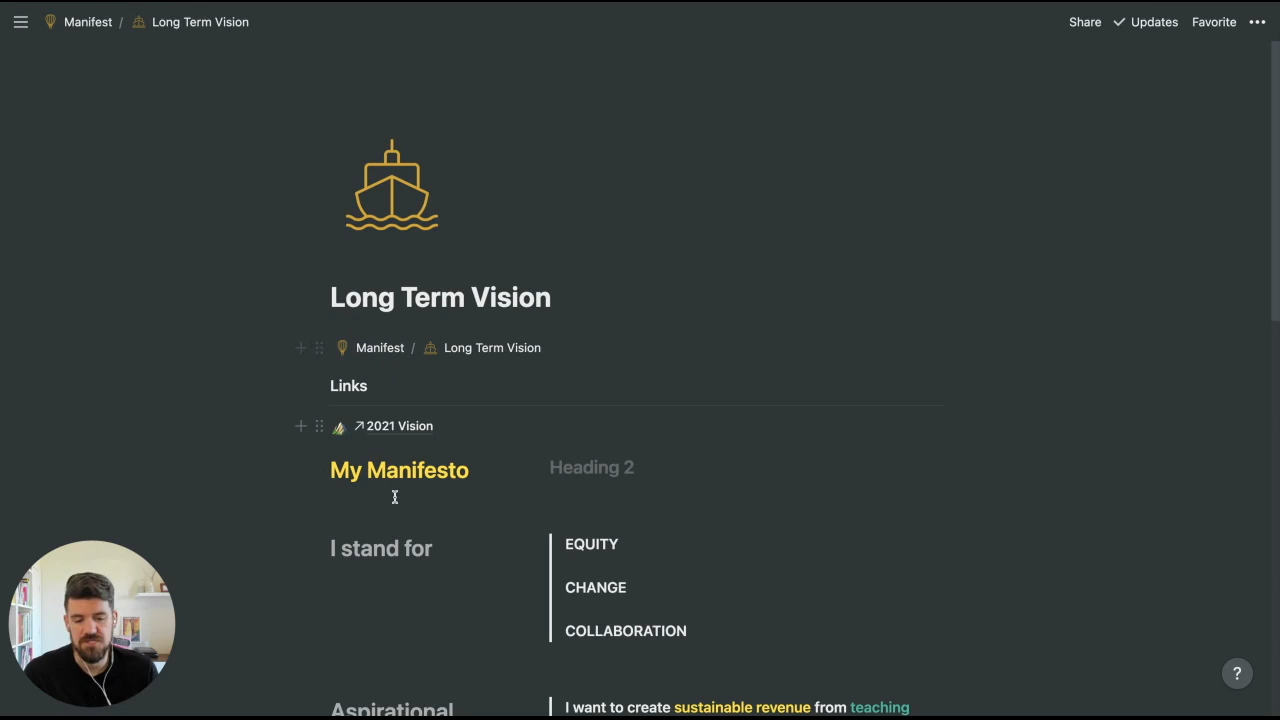 Manifest / Long Term Vision
Share Updates Favorite
Long Term Vision
Manifest / Long Term Vision
Links
2021 Vision
My Manifesto
Heading 2
I stand for
EQUITY
CHANGE
COLLABORATION
Aspirational
I want to create sustainable revenue from teaching
?